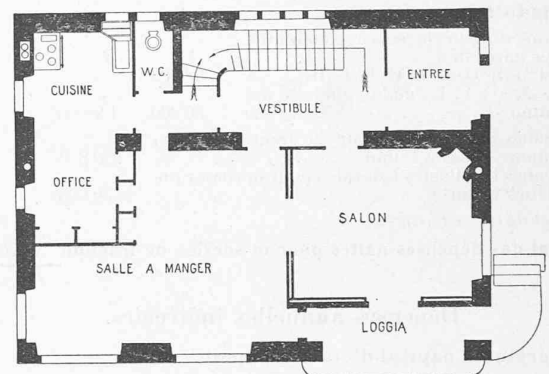 CUISINE
W.C.
VESTIBULE
ENTREE
OFFICE
SALON
SALLE A MANGER
LOGGIA